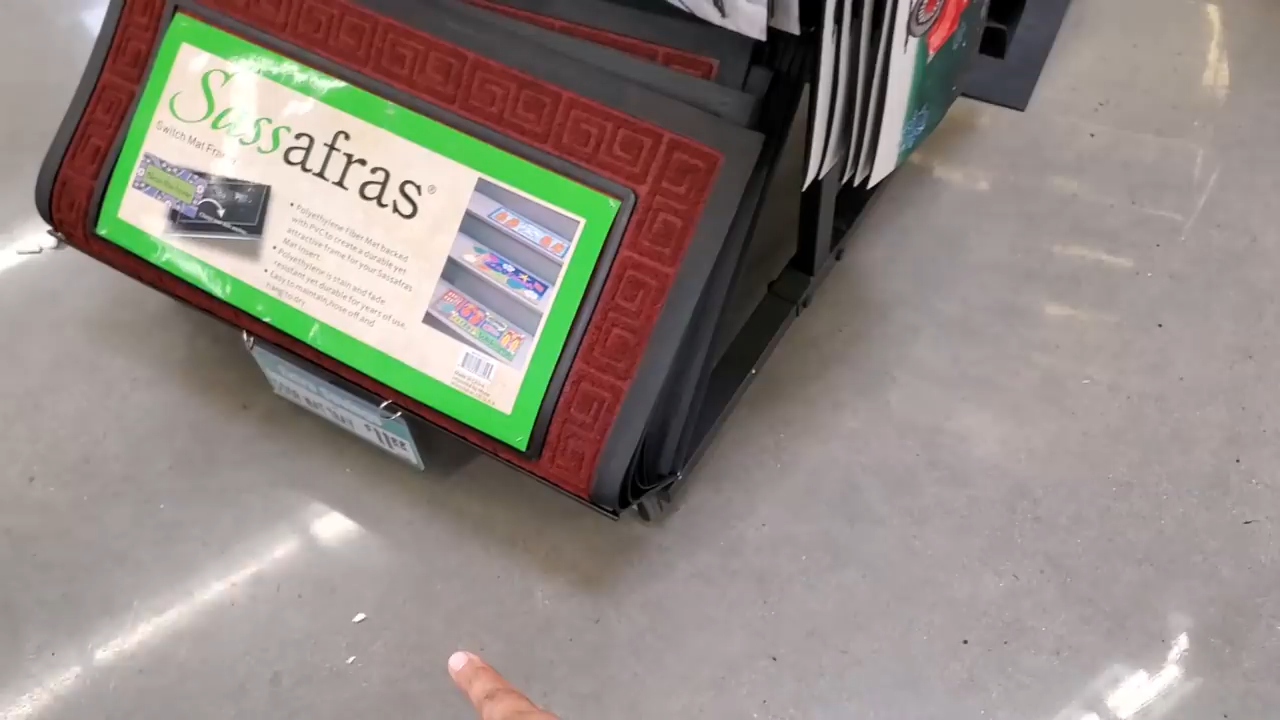 Sassafras®
Switch Mat Frame
• Polyethylene Fiber Mat backed
with PVC to create a durable yet
attractive frame for your Sassafras
Mat Insert.
• Polyethylene is stain and fade
resistant yet durable for years of use.
• Easy to maintain, hose off and
hang to dry